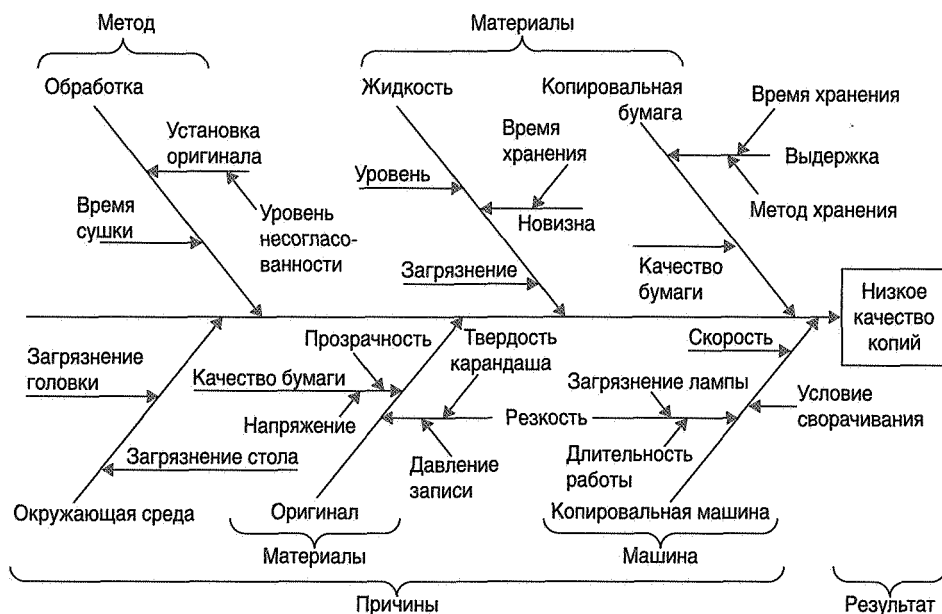 Метод
Материалы
Обработка
Жидкость
Копировальная
бумага
Время хранения
Установка
оригинала
Время
хранения
Выдержка
Уровень
Время
сушки
Уровень
несогласо-
ванности
Новизна
Метод хранения
Загрязнение
Качество
бумаги
Низкое
качество
копий
Прозрачность
Твердость
карандаша
Скорость
Загрязнение
головки
Качество бумаги
Загрязнение лампы
Условие
сворачивания
Напряжение
Резкость
Загрязнение стола
Давление
записи
Длительность
работы
Окружающая среда
Оригинал
Копировальная машина
Материалы
Машина
Причины
Результат